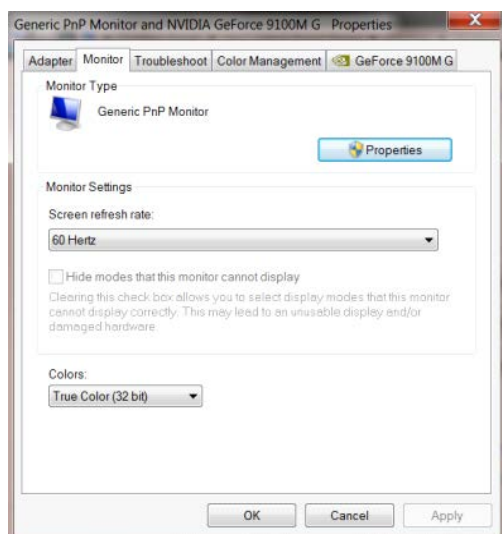 Generic PnP Monitor and NVIDIA GeForce 9100M G Properties
Adapter Monitor Troubleshoot Color Management GeForce 9100M G
Monitor Type
Generic PnP Monitor
Properties
Monitor Settings
Screen refresh rate:
60 Hertz
Hide modes that this monitor cannot display
Clearing this check box allows you to select display modes that this monitor
cannot display correctly. This may lead to an unusable display and/or
damaged hardware.
Colors:
True Color (32 bit)
OK Cancel Apply